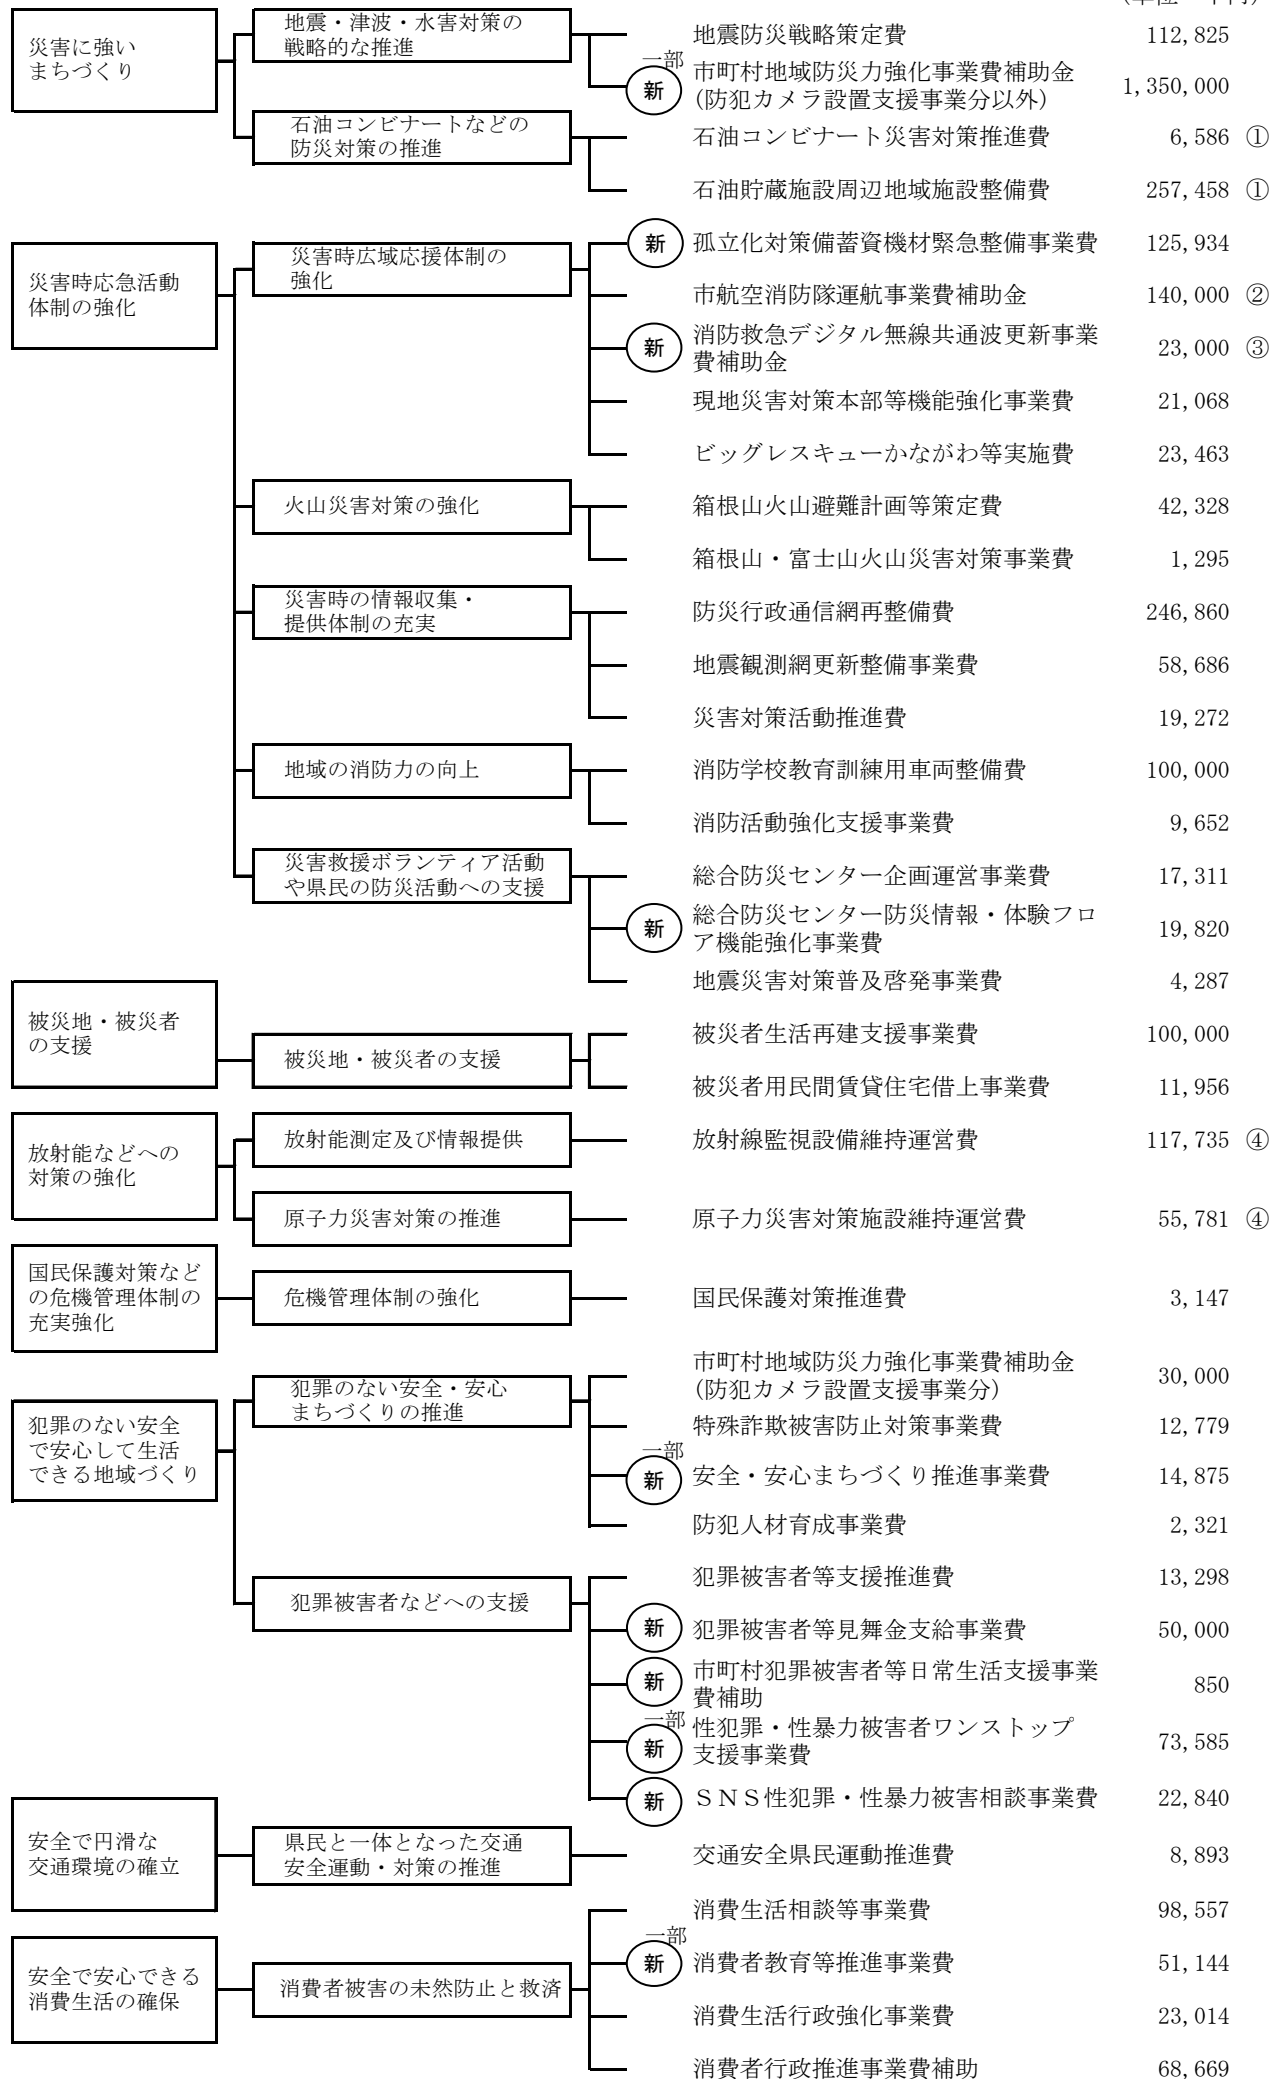 災害に強い
まちづくり
地震・津波・水害対策の
戦略的な推進
地震防災戦略策定費 112,825
一部
新
市町村地域防災力強化事業費補助金
(防犯カメラ設置支援事業分以外) 1,350,000
石油コンビナートなどの
防災対策の推進
石油コンビナート災害対策推進費 6,586 ①
石油貯蔵施設周辺地域施設整備費 257,458 ①
災害時応急活動
体制の強化
災害時広域応援体制の
強化
新 孤立化対策備蓄資機材緊急整備事業費 125,934
市航空消防隊運航事業費補助金 140,000 ②
新
消防救急デジタル無線共通波更新事業
費補助金 23,000 ③
現地災害対策本部等機能強化事業費 21,068
ビッグレスキューかながわ等実施費 23,463
火山災害対策の強化
箱根山火山避難計画等策定費 42,328
箱根山・富士山火山災害対策事業費 1,295
災害時の情報収集・
提供体制の充実
防災行政通信網再整備費 246,860
地震観測網更新整備事業費 58,686
災害対策活動推進費 19,272
地域の消防力の向上
消防学校教育訓練用車両整備費 100,000
消防活動強化支援事業費 9,652
災害救援ボランティア活動
や県民の防災活動への支援
総合防災センター企画運営事業費 17,311
新
総合防災センター防災情報・体験フロ
ア機能強化事業費 19,820
地震災害対策普及啓発事業費 4,287
被災地・被災者
の支援
被災地・被災者の支援
被災者生活再建支援事業費 100,000
被災者用民間賃貸住宅借上事業費 11,956
放射能などへの
対策の強化
放射能測定及び情報提供
放射線監視設備維持運営費 117,735 ④
原子力災害対策の推進
原子力災害対策施設維持運営費 55,781 ④
国民保護対策など
の危機管理体制の
充実強化
危機管理体制の強化
国民保護対策推進費 3,147
犯罪のない安全
で安心して生活
できる地域づくり
犯罪のない安全・安心
まちづくりの推進
市町村地域防災力強化事業費補助金
(防犯カメラ設置支援事業分) 30,000
特殊詐欺被害防止対策事業費 12,779
一部
新 安全・安心まちづくり推進事業費 14,875
防犯人材育成事業費 2,321
犯罪被害者などへの支援
犯罪被害者等支援推進費 13,298
新 犯罪被害者等見舞金支給事業費 50,000
新
市町村犯罪被害者等日常生活支援事業
費補助 850
一部
新
性犯罪・性暴力被害者ワンストップ
支援事業費 73,585
新 ＳＮＳ性犯罪・性暴力被害相談事業費 22,840
安全で円滑な
交通環境の確立
県民と一体となった交通
安全運動・対策の推進
交通安全県民運動推進費 8,893
安全で安心できる
消費生活の確保
消費者被害の未然防止と救済
消費生活相談等事業費 98,557
一部
新 消費者教育等推進事業費 51,144
消費生活行政強化事業費 23,014
消費者行政推進事業費補助 68,669